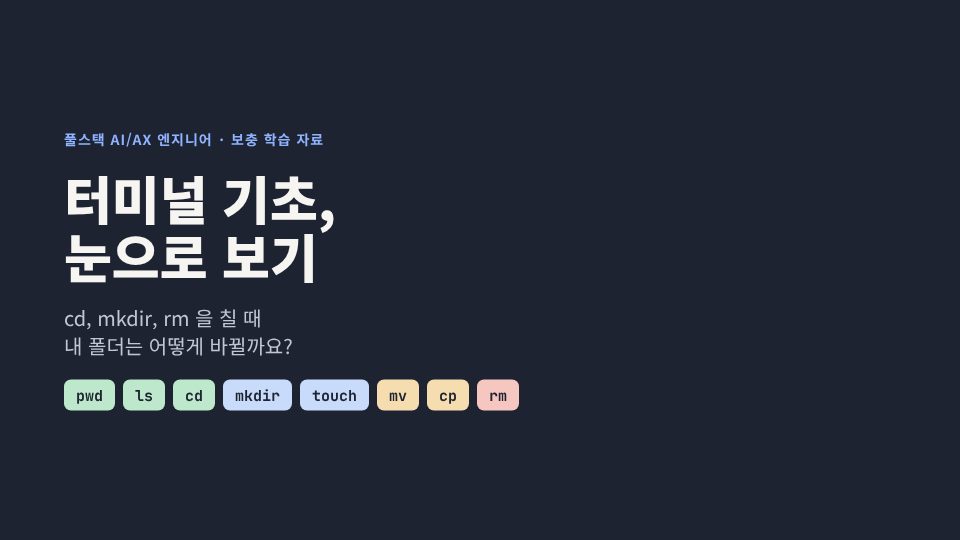 풀스택 AI/AX 엔지니어 · 보충 학습 자료
터미널 기초,
눈으로 보기
cd, mkdir, rm 을 칠 때
내 폴더는 어떻게 바뀔까요?
pwd ls cd mkdir touch mv cp rm